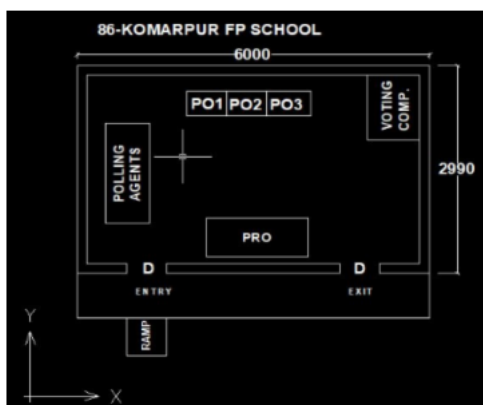 86-KOMARPUR FP SCHOOL
6000
PO1 PO2 PO3
VOTING
COMP.
POLLING
AGENTS
2990
PRO
D
D
ENTRY
EXIT
RAMP
Y
X